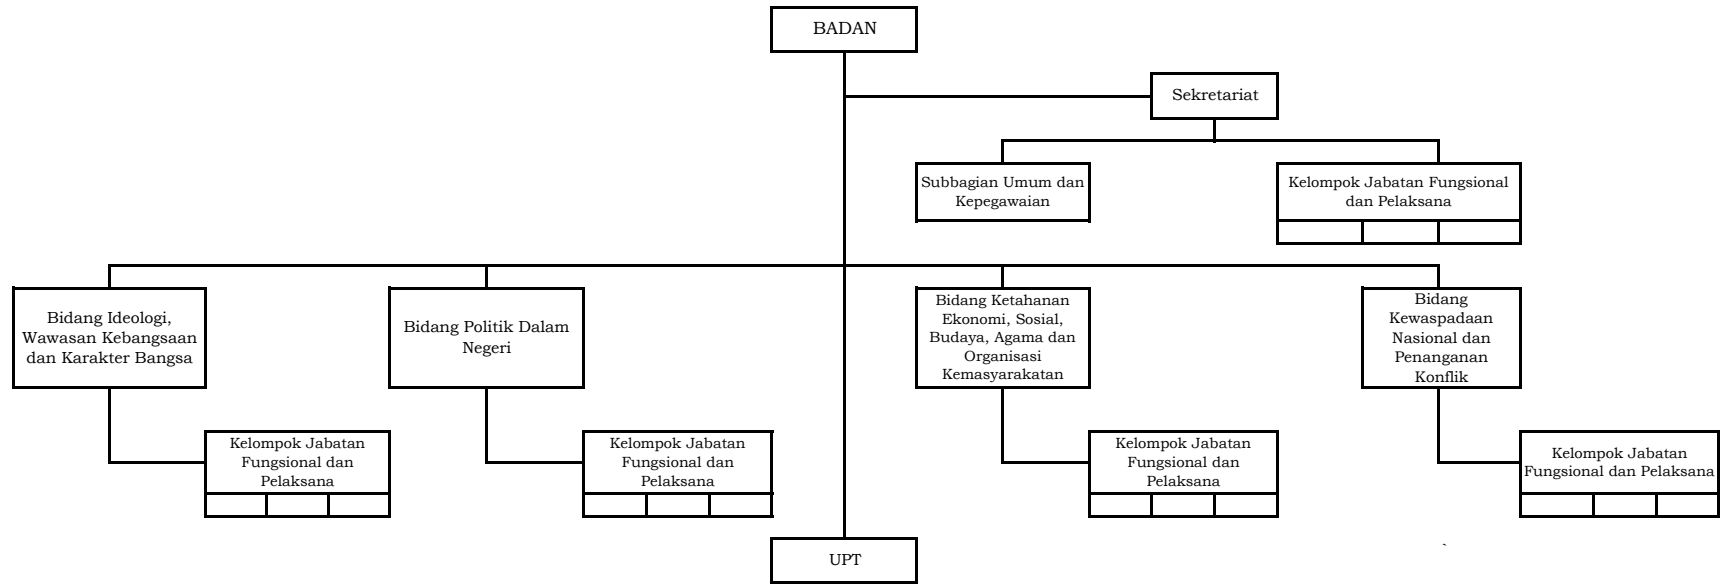 BADAN
Sekretariat
Subbagian Umum dan
Kepegawaian
Kelompok Jabatan Fungsional
dan Pelaksana
Bidang Ideologi,
Wawasan Kebangsaan
dan Karakter Bangsa
Bidang Politik Dalam
Negeri
Bidang Ketahanan
Ekonomi, Sosial,
Budaya, Agama dan
Organisasi
Kemasyarakatan
Bidang
Kewaspadaan
Nasional dan
Penanganan
Konflik
Kelompok Jabatan
Fungsional dan
Pelaksana
Kelompok Jabatan
Fungsional dan
Pelaksana
Kelompok Jabatan
Fungsional dan
Pelaksana
Kelompok Jabatan
Fungsional dan Pelaksana
UPT
`